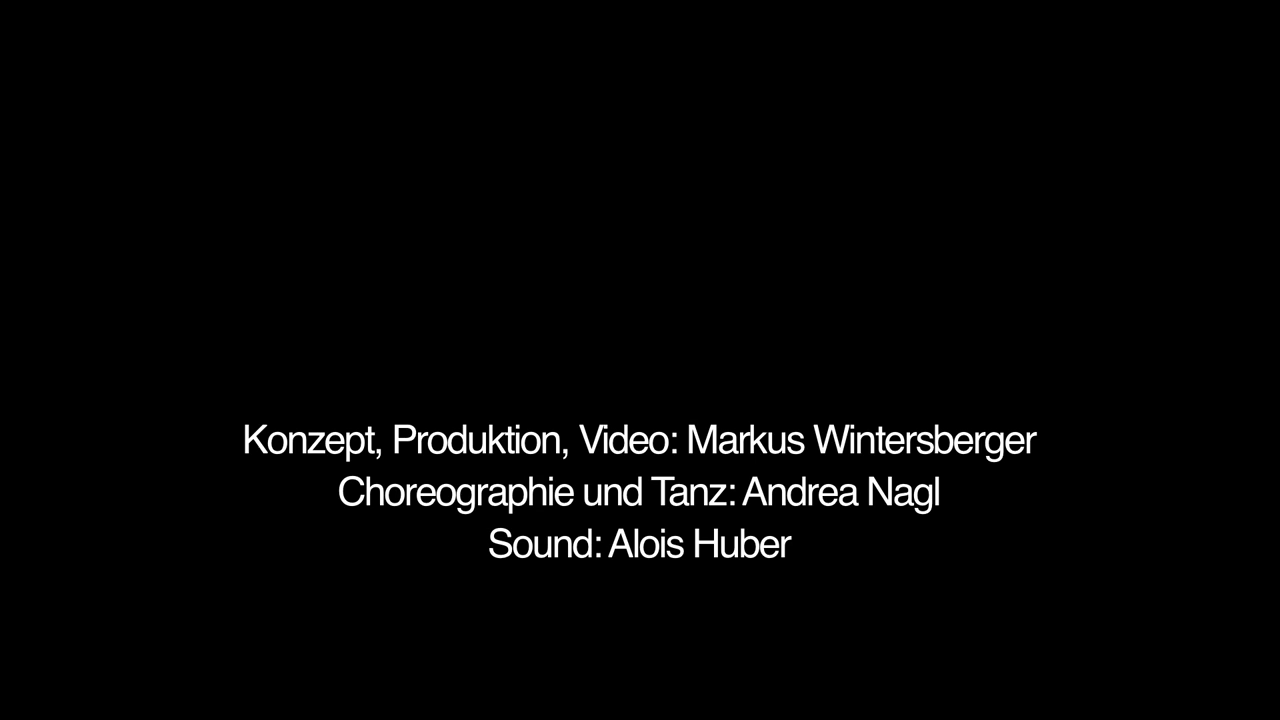 Konzept, Produktion, Video: Markus Wintersberger
Choreographie und Tanz: Andrea Nagl
Sound: Alois Huber